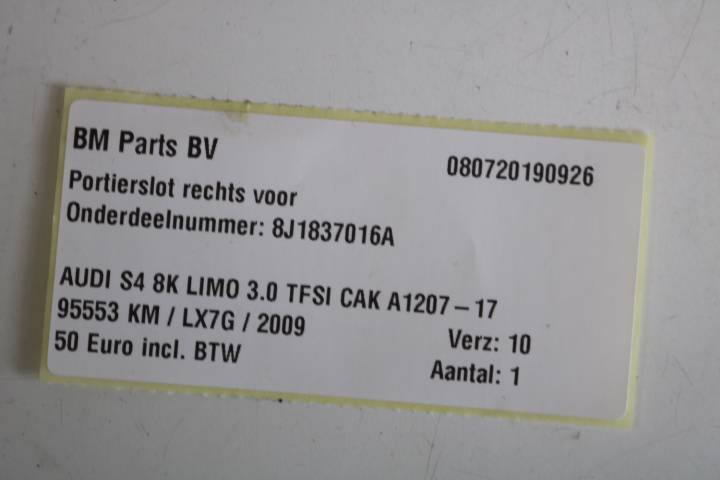 BM Parts BV
080720190926
Portierslot rechts voor
Onderdeelnummer: 8J1837016A
AUDI S4 8K LIMO 3.0 TFSI CAK A1207-17
95553 KM / LX7G / 2009
Verz: 10
50 Euro incl. BTW
Aantal: 1